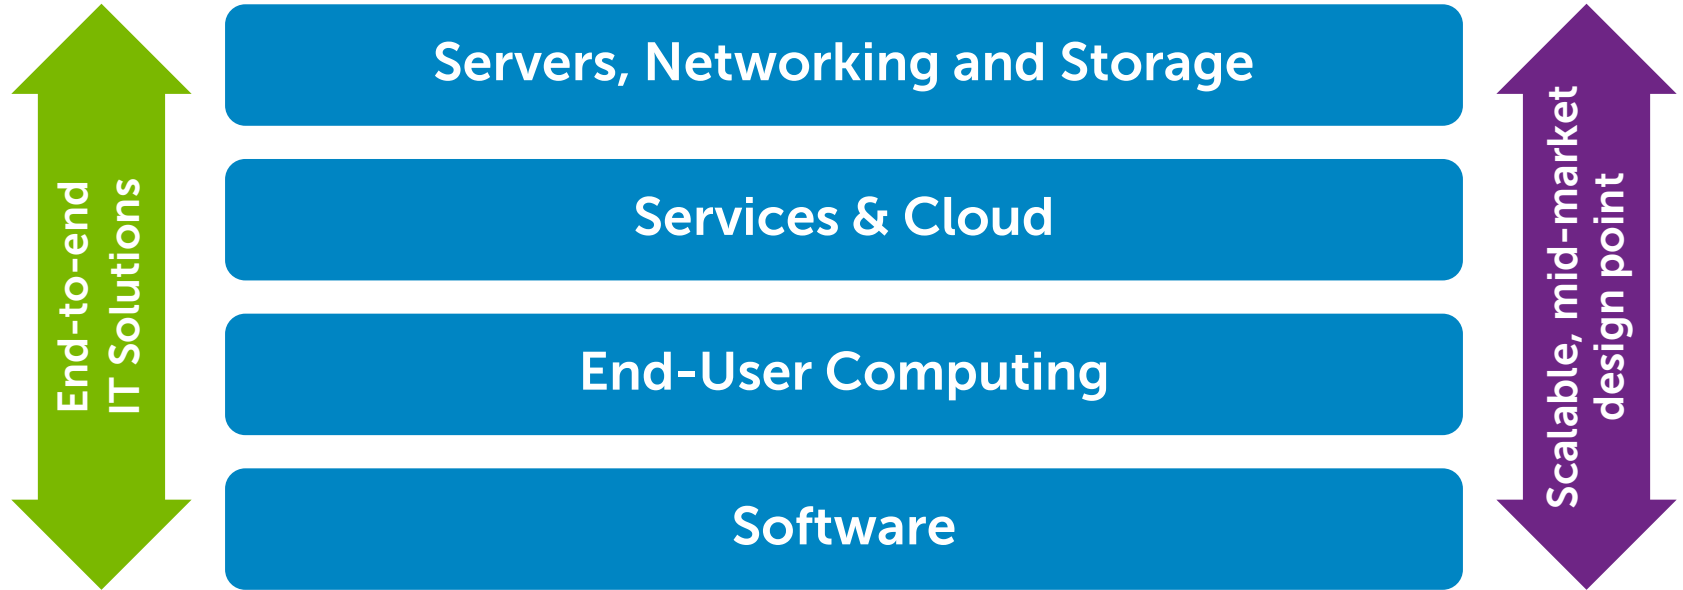 End-to-end
IT Solutions
Servers, Networking and Storage
Services & Cloud
End-User Computing
Software
Scalable, mid-market
design point